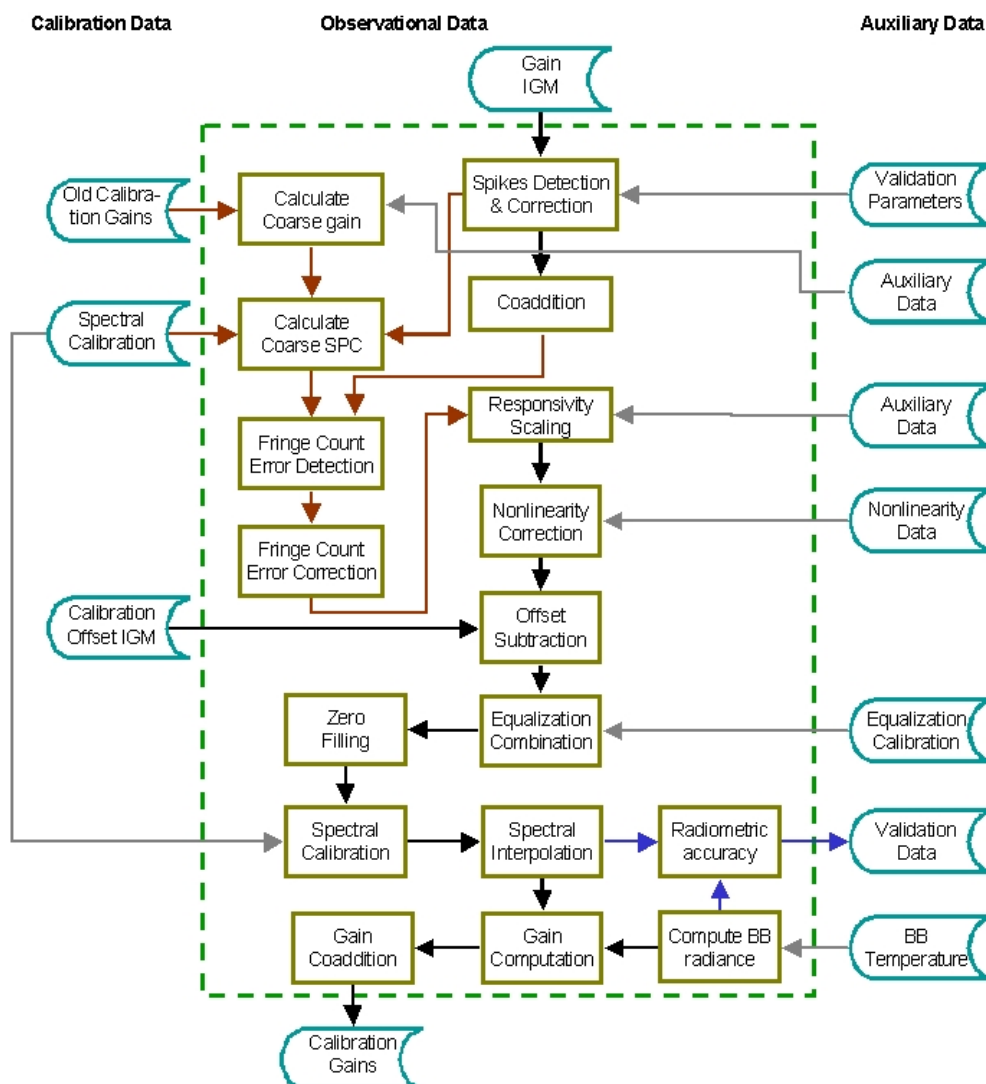 Calibration Data
Observational Data
Auxiliary Data
Gain
IGM
Old Calibra-
tion Gains
Calculate
Coarse gain
Spikes Detection
& Correction
Validation
Parameters
Spectral
Calibration
Calculate
Coarse SPC
Coaddition
Auxiliary
Data
Fringe Count
Error Detection
Responsivity
Scaling
Auxiliary
Data
Fringe Count
Error Correction
Nonlinearity
Correction
Nonlinearity
Data
Calibration
Offset IGM
Offset
Subtraction
Zero
Filling
Equalization
Combination
Equalization
Calibration
Spectral
Calibration
Spectral
Interpolation
Radiometric
accuracy
Validation
Data
Gain
Coaddition
Gain
Computation
Compute BB
radiance
BB
Temperature
Calibration
Gains